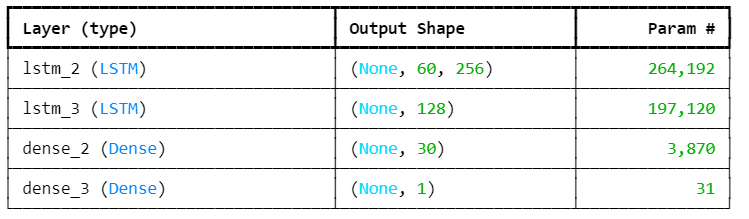 Layer (type) Output Shape Param #
lstm_2 (LSTM) (None, 60, 256) 264,192
lstm_3 (LSTM) (None, 128) 197,120
dense_2 (Dense) (None, 30) 3,870
dense_3 (Dense) (None, 1) 31